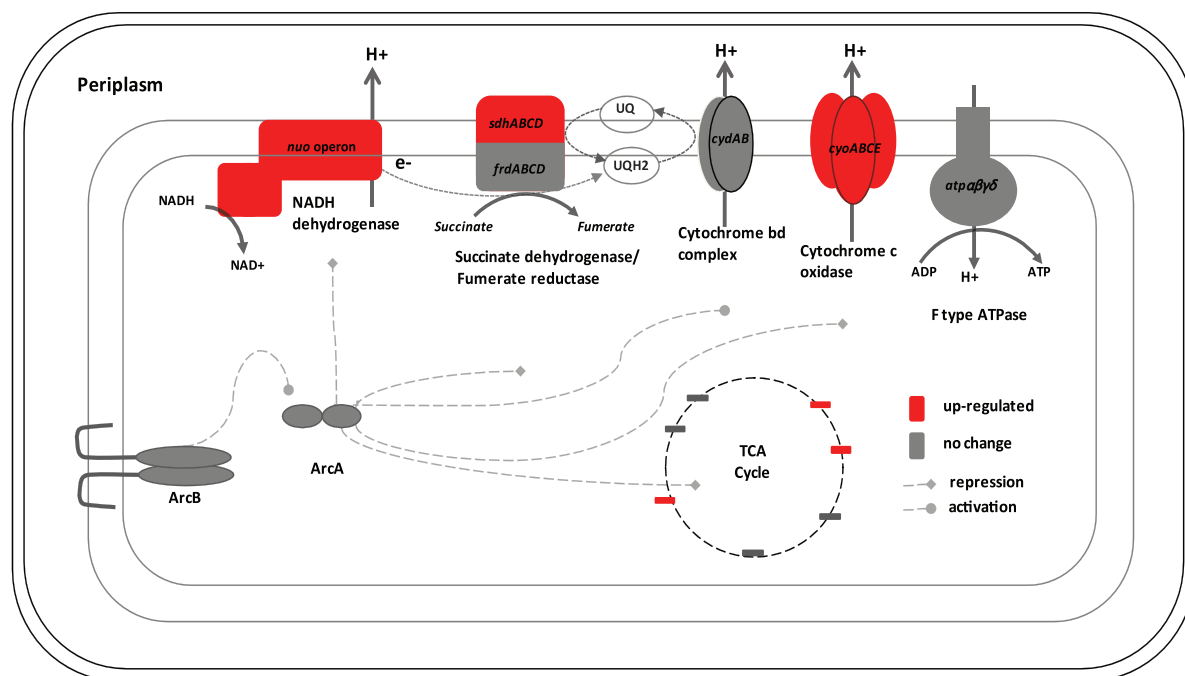 Periplasm
H+
H+
H+
nuo operon
e-
sdhABCD
frdABCD
UQ
UQH2
cydAB
cyoABCE
atpαβγδ
NADH
NAD+
NADH
dehydrogenase
Succinate
Fumerate
Succinate dehydrogenase/
Fumerate reductase
Cytochrome bd
complex
Cytochrome c
oxidase
ADP
H+
ATP
F type ATPase
ArcB
ArcA
TCA
Cycle
up-regulated
no change
repression
activation